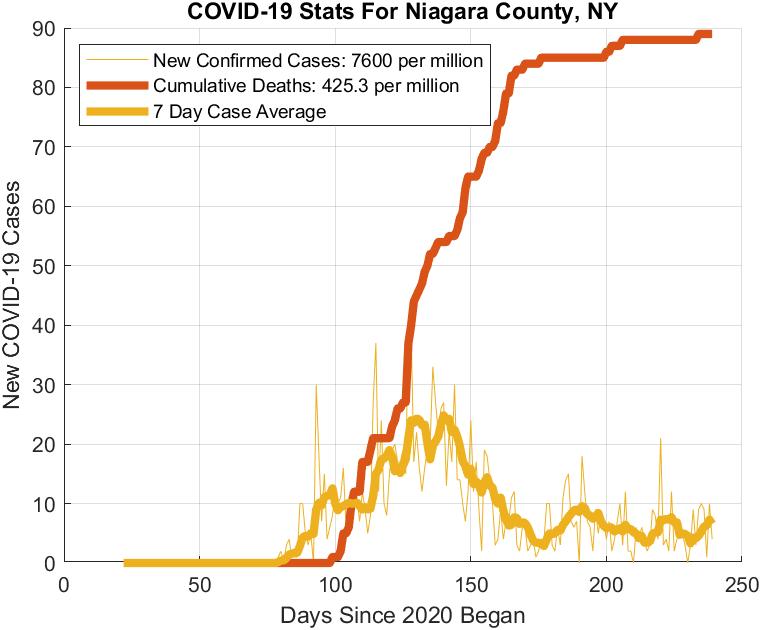 COVID-19 Stats For Niagara County, NY
New Confirmed Cases: 7600 per million
Cumulative Deaths: 425.3 per million
7 Day Case Average
New COVID-19 Cases
90
80
70
60
50
40
30
20
10
0
0 50 100 150 200 250
Days Since 2020 Began